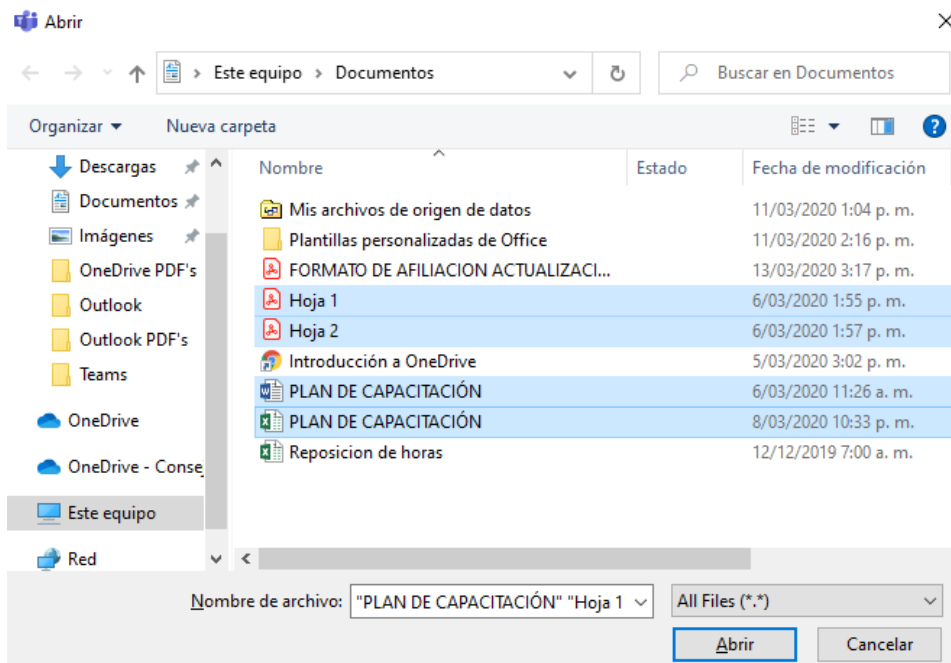 Abrir
Este equipo > Documentos
Buscar en Documentos
Organizar Nueva carpeta
Descargas
Documentos
Imágenes
OneDrive PDF's
Outlook
Outlook PDF's
Teams
OneDrive
OneDrive - Consej
Este equipo
Red
Nombre Estado Fecha de modificación
Mis archivos de origen de datos 11/03/2020 1:04 p. m.
Plantillas personalizadas de Office 11/03/2020 2:16 p. m.
FORMATO DE AFILIACION ACTUALIZACI... 13/03/2020 3:17 p. m.
Hoja 1 6/03/2020 1:55 p. m.
Hoja 2 6/03/2020 1:57 p. m.
Introducción a OneDrive 5/03/2020 3:02 p. m.
PLAN DE CAPACITACIÓN 6/03/2020 11:26 a. m.
PLAN DE CAPACITACIÓN 8/03/2020 10:33 p. m.
Reposicion de horas 12/12/2019 7:00 a. m.
Nombre de archivo: "PLAN DE CAPACITACIÓN" "Hoja 1 All Files (*.*)
Abrir Cancelar